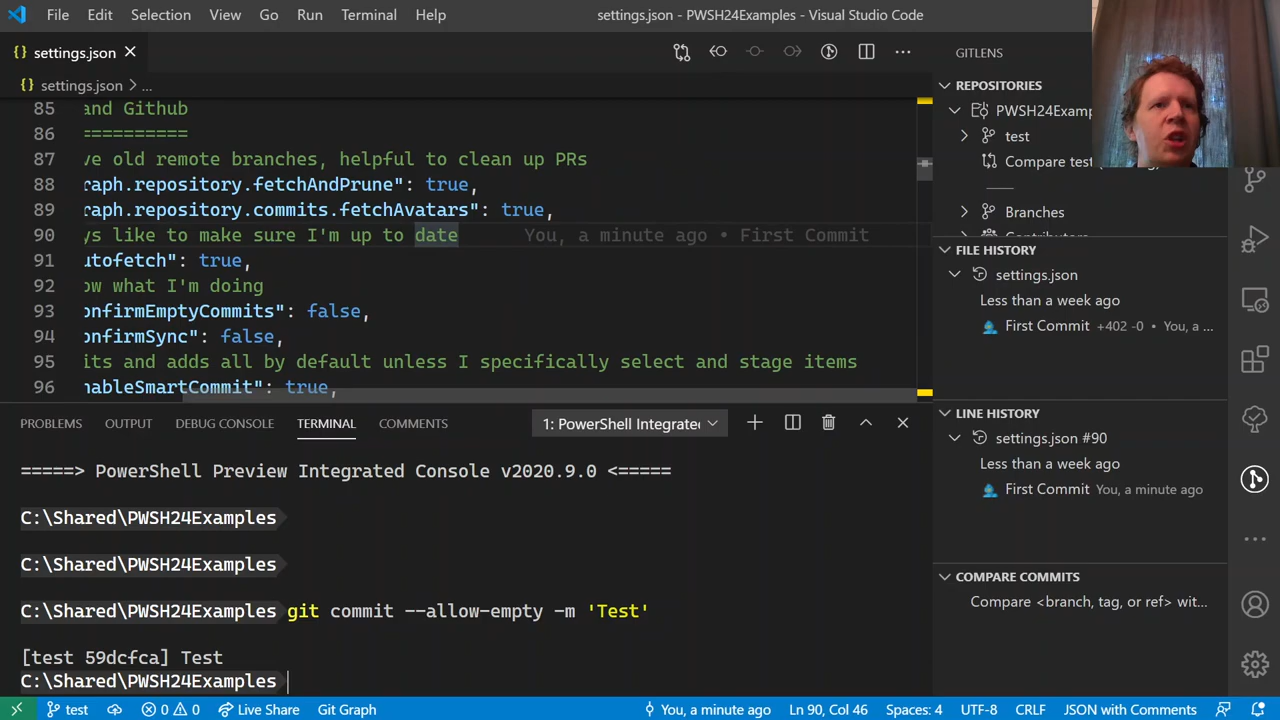 File Edit Selection View Go Run Terminal Help settings.json - PWSH24Examples - Visual Studio Code
{} settings.json
{} settings.json > ...
85 and Github
86 ==========
87 ve old remote branches, helpful to clean up PRs
88 raph.repository.fetchAndPrune": true,
89 raph.repository.commits.fetchAvatars": true,
90 ys like to make sure I'm up to date You, a minute ago • First Commit
91 utofetch": true,
92 ow what I'm doing
93 onfirmEmptyCommits": false,
94 onfirmSync": false,
95 its and adds all by default unless I specifically select and stage items
96 nableSmartCommit": true,
GITLENS
REPOSITORIES
PWSH24Examp
test
Compare test(
Branches
FILE HISTORY
settings.json
Less than a week ago
First Commit +402 -0 • You, a ...
LINE HISTORY
settings.json #90
Less than a week ago
First Commit You, a minute ago
COMPARE COMMITS
Compare <branch, tag, or ref> wit...
PROBLEMS OUTPUT DEBUG CONSOLE TERMINAL COMMENTS 1: PowerShell Integrate
=====> PowerShell Preview Integrated Console v2020.9.0 <=====
C:\Shared\PWSH24Examples
C:\Shared\PWSH24Examples
C:\Shared\PWSH24Examples git commit --allow-empty -m 'Test'
[test 59dcfca] Test
C:\Shared\PWSH24Examples
test 0 0 Live Share Git Graph You, a minute ago Ln 90, Col 46 Spaces: 4 UTF-8 CRLF JSON with Comments